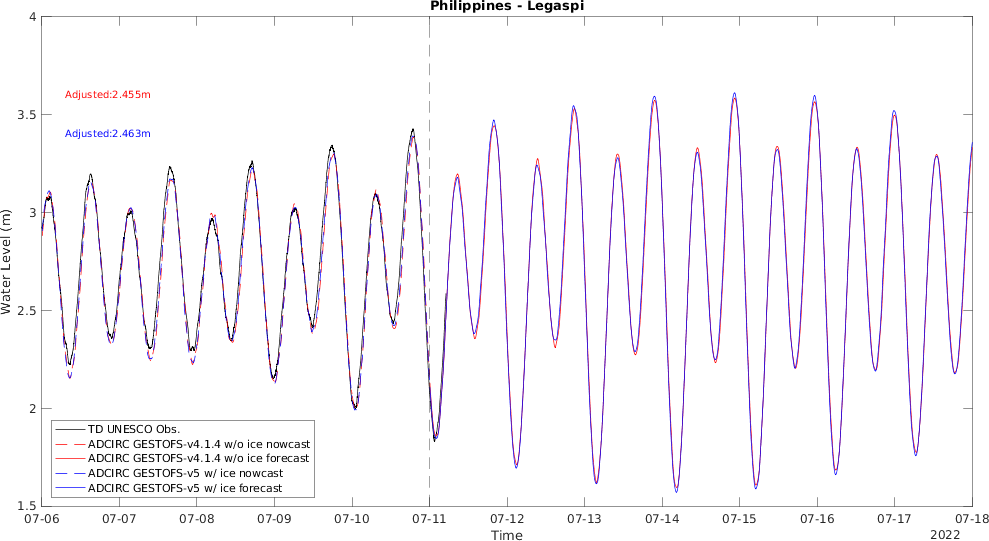 Philippines - Legaspi
4
3.5
3
2.5
2
1.5
Water Level (m)
Adjusted:2.455m
Adjusted:2.463m
TD UNESCO Obs.
ADCIRC GESTOFS-v4.1.4 w/o ice nowcast
ADCIRC GESTOFS-v4.1.4 w/o ice forecast
ADCIRC GESTOFS-v5 w/ ice nowcast
ADCIRC GESTOFS-v5 w/ ice forecast
07-06 07-07 07-08 07-09 07-10 07-11 07-12 07-13 07-14 07-15 07-16 07-17 07-18
Time
2022